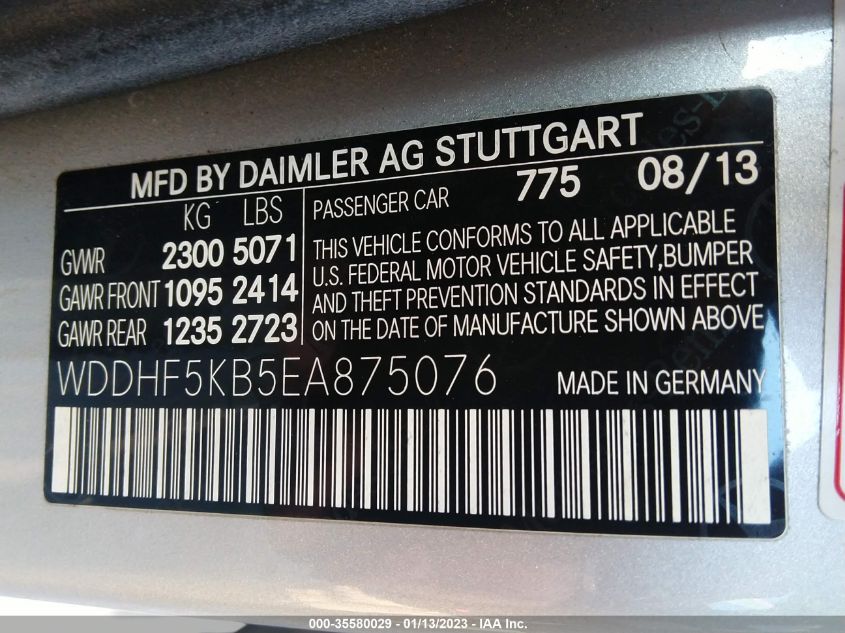 MFD BY DAIMLER AG STUTTGART
KG LBS
GVWR 2300 5071
GAWR FRONT 1095 2414
GAWR REAR 1235 2723
PASSENGER CAR 775 08/13
THIS VEHICLE CONFORMS TO ALL APPLICABLE
U.S. FEDERAL MOTOR VEHICLE SAFETY,BUMPER
AND THEFT PREVENTION STANDARDS IN EFFECT
ON THE DATE OF MANUFACTURE SHOWN ABOVE
WDDHF5KB5EA875076 MADE IN GERMANY
000-35580029 - 01/13/2023 - IAA Inc.